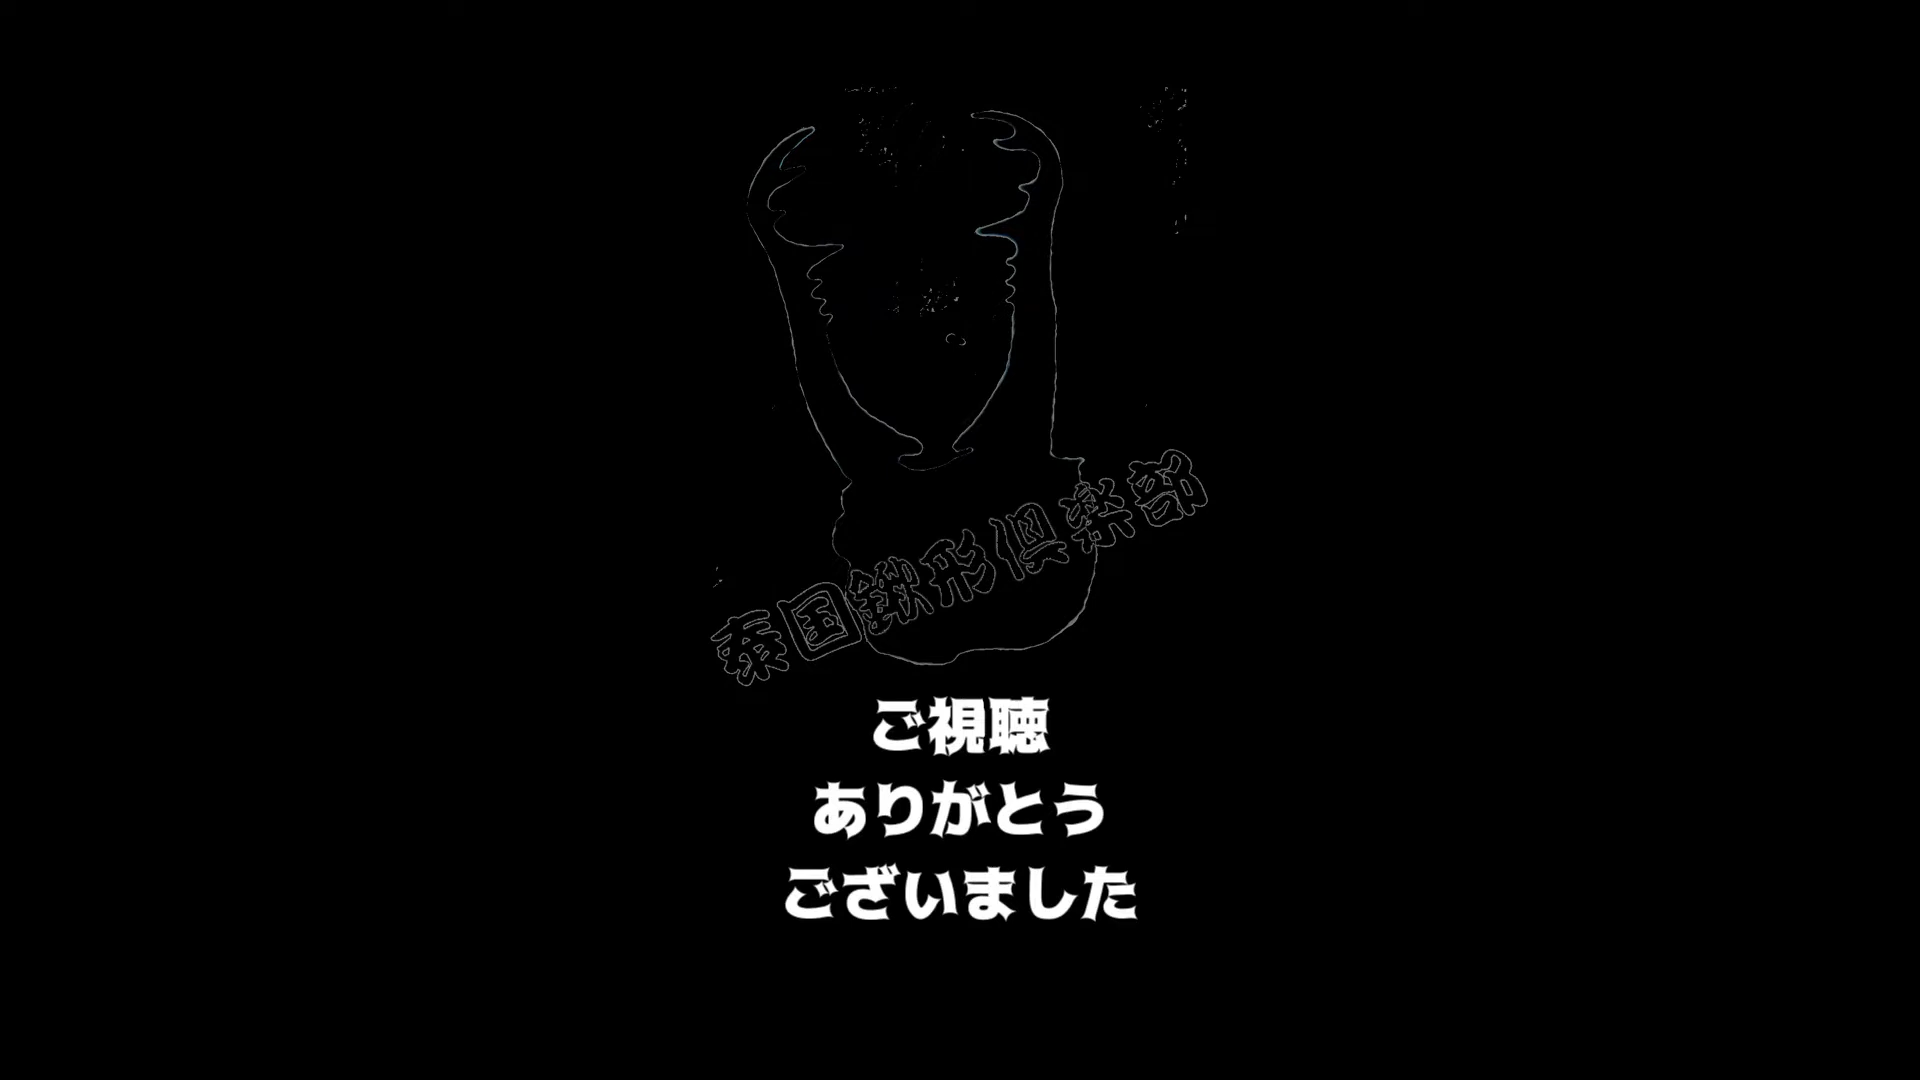 泰国鍬形倶楽部
ご視聴
ありがとう
ございました